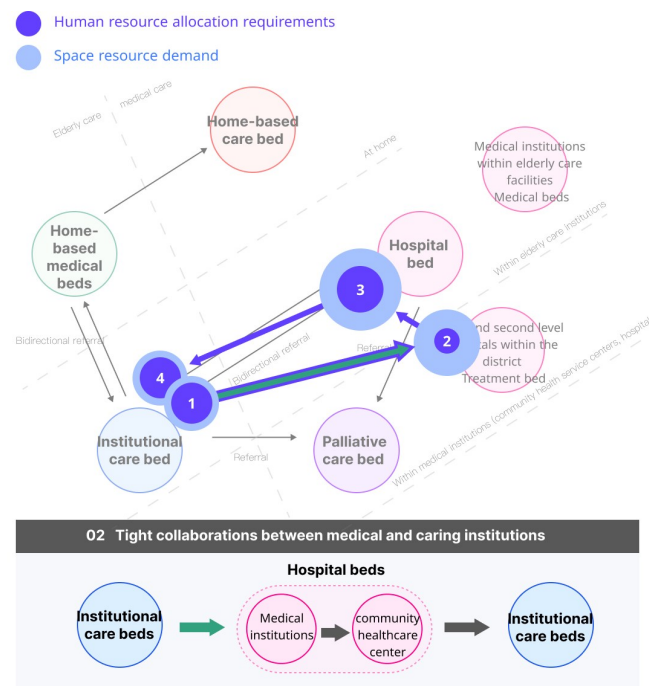 Human resource allocation requirements
Space resource demand
Elderly care
medical care
Home-based
care bed
At home
Medical institutions
within elderly care
facilities
Medical beds
Home-
based
medical
beds
Hospital
bed
Within elderly care institutions
3
2
nd second level
tals within the
district
Treatment bed
Bidirectional referral
Bidirectional referral
Referral
4
1
Institutional
care bed
Referral
Palliative
care bed
Within medical institutions (community health service centers, hospital
02 Tight collaborations between medical and caring institutions
Hospital beds
Institutional
care beds
Medical
institutions
community
healthcare
center
Institutional
care beds